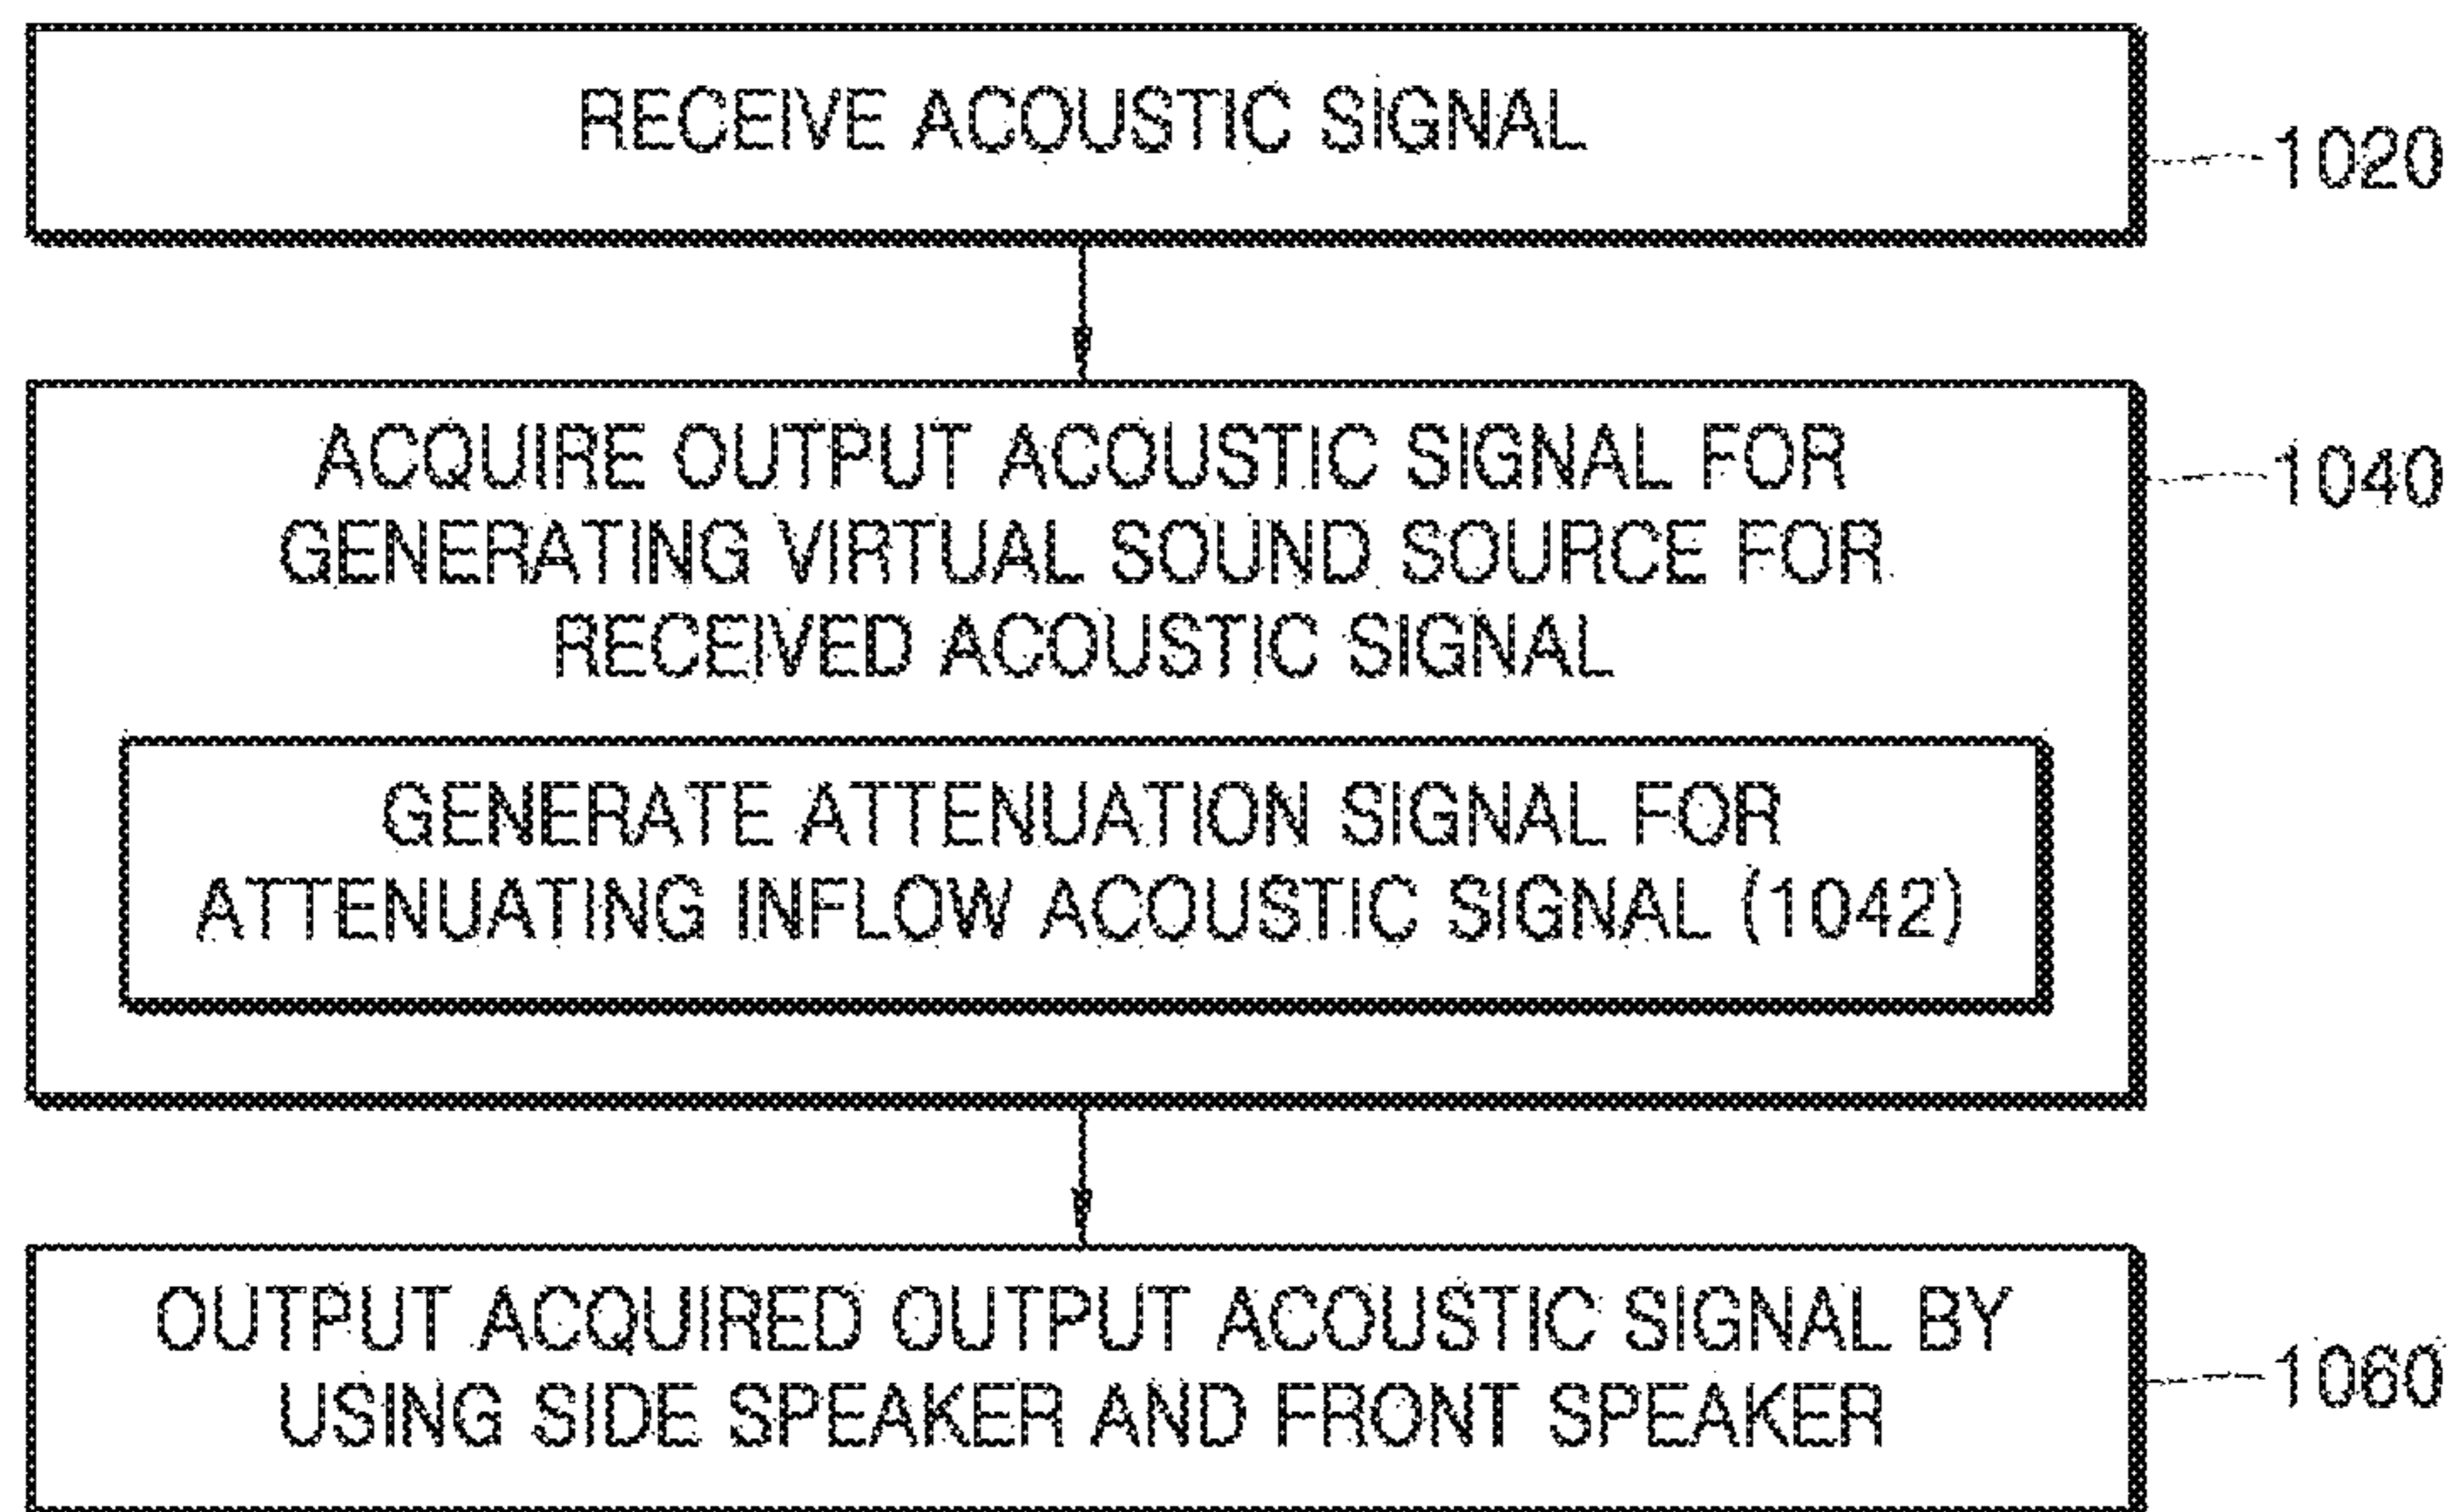 RECEIVE ACOUSTIC SIGNAL
1020
ACQUIRE OUTPUT ACOUSTIC SIGNAL FOR
GENERATING VIRTUAL SOUND SOURCE FOR
RECEIVED ACOUSTIC SIGNAL
1040
GENERATE ATTENUATION SIGNAL FOR
ATTENUATING INFLOW ACOUSTIC SIGNAL (1042)
OUTPUT ACQUIRED OUTPUT ACOUSTIC SIGNAL BY
USING SIDE SPEAKER AND FRONT SPEAKER
1060